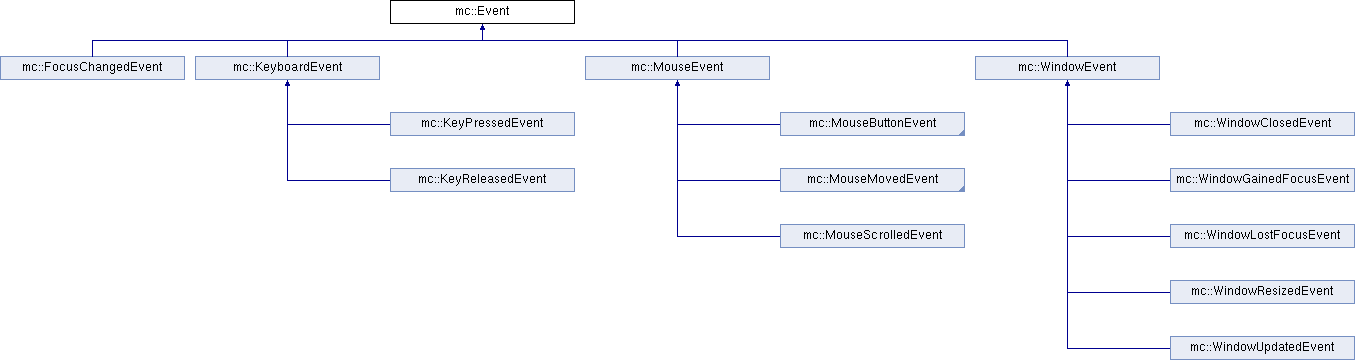 mc::Event
mc::FocusChangedEvent
mc::KeyboardEvent
mc::MouseEvent
mc::WindowEvent
mc::KeyPressedEvent
mc::MouseButtonEvent
mc::WindowClosedEvent
mc::KeyReleasedEvent
mc::MouseMovedEvent
mc::WindowGainedFocusEvent
mc::MouseScrolledEvent
mc::WindowLostFocusEvent
mc::WindowResizedEvent
mc::WindowUpdatedEvent